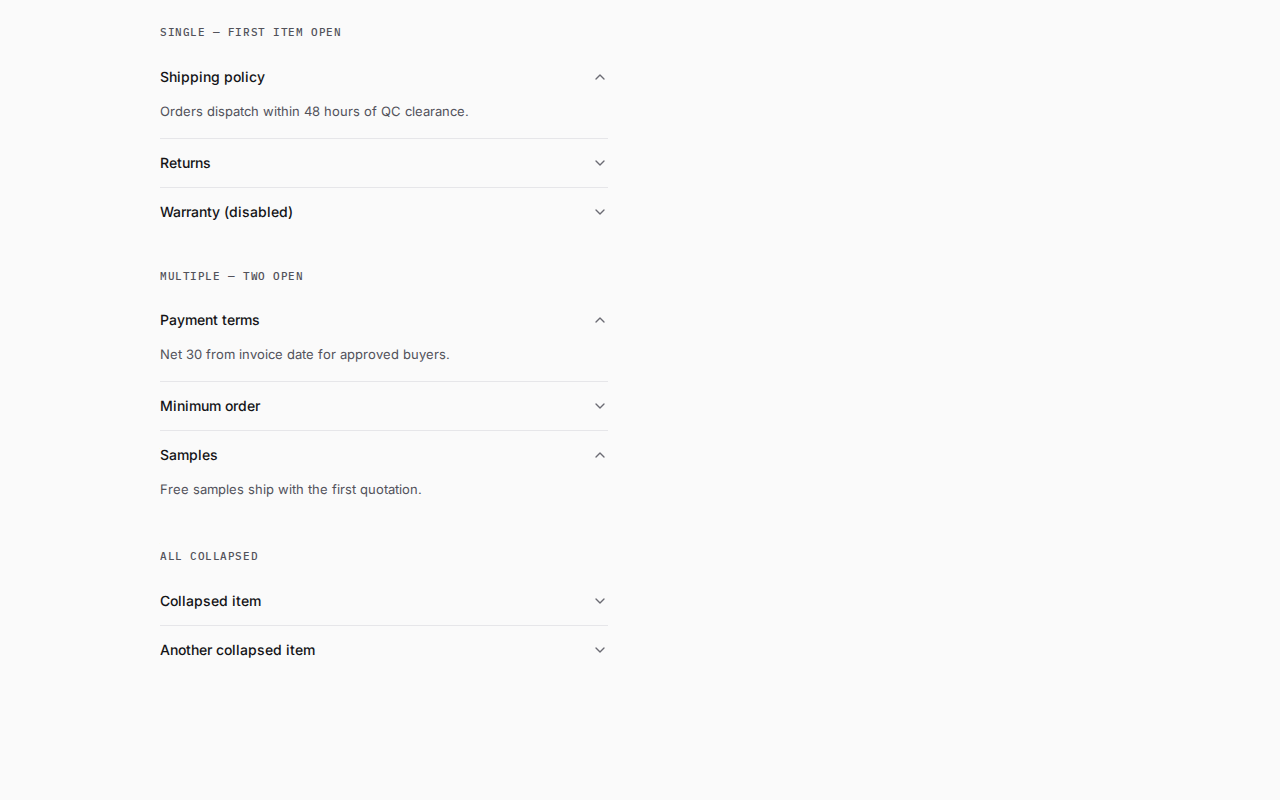 SINGLE — FIRST ITEM OPEN
Shipping policy
Orders dispatch within 48 hours of QC clearance.
Returns
Warranty (disabled)
MULTIPLE — TWO OPEN
Payment terms
Net 30 from invoice date for approved buyers.
Minimum order
Samples
Free samples ship with the first quotation.
ALL COLLAPSED
Collapsed item
Another collapsed item